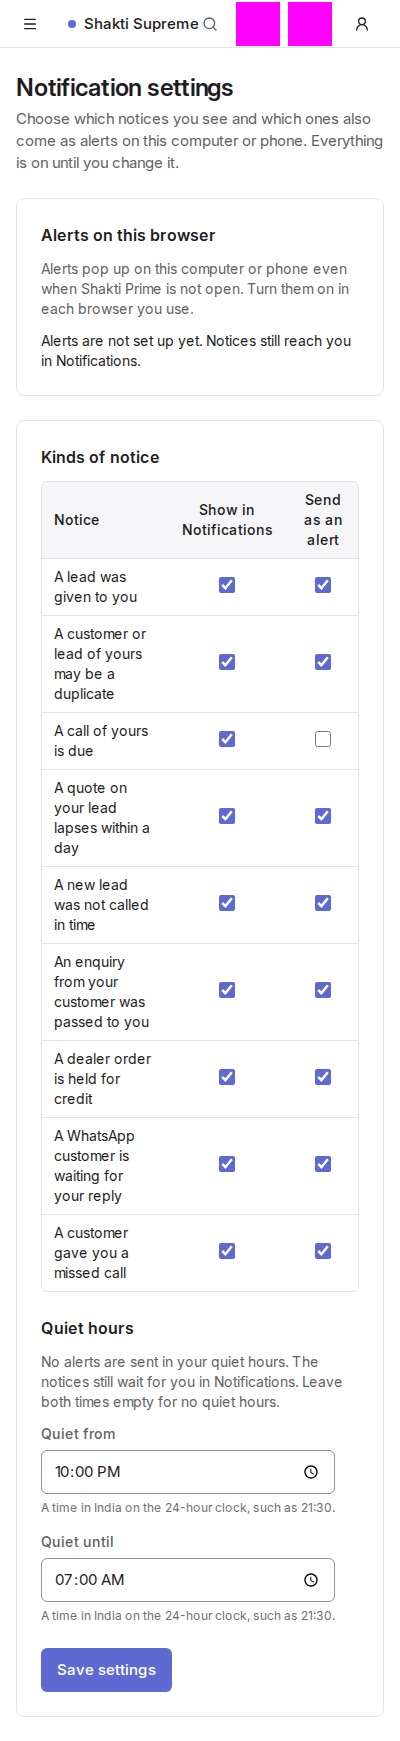 Shakti Supreme
Notification settings
Choose which notices you see and which ones also
come as alerts on this computer or phone. Everything
is on until you change it.
Alerts on this browser
Alerts pop up on this computer or phone even
when Shakti Prime is not open. Turn them on in
each browser you use.
Alerts are not set up yet. Notices still reach you
in Notifications.
Kinds of notice
Notice
Show in
Notifications
Send
as an
alert
A lead was
given to you
A customer or
lead of yours
may be a
duplicate
A call of yours
is due
A quote on
your lead
lapses within a
day
A new lead
was not called
in time
An enquiry
from your
customer was
passed to you
A dealer order
is held for
credit
A WhatsApp
customer is
waiting for
your reply
A customer
gave you a
missed call
Quiet hours
No alerts are sent in your quiet hours. The
notices still wait for you in Notifications. Leave
both times empty for no quiet hours.
Quiet from
10:00 PM
A time in India on the 24-hour clock, such as 21:30.
Quiet until
07:00 AM
A time in India on the 24-hour clock, such as 21:30.
Save settings